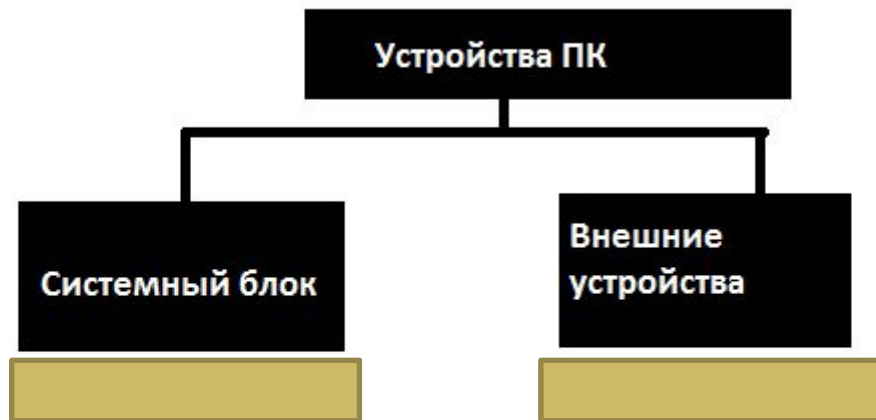 Устройства ПК
Системный блок
Внешние
устройства